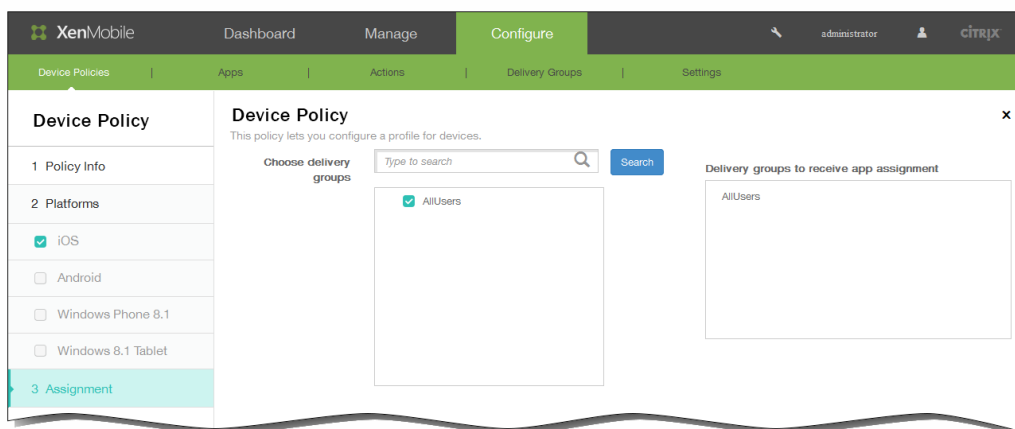 XenMobile Dashboard Manage Configure administrator CİTRIX
Device Policies | Apps | Actions | Delivery Groups | Settings
Device Policy
1 Policy Info
2 Platforms
iOS
Android
Windows Phone 8.1
Windows 8.1 Tablet
3 Assignment
Device Policy x
This policy lets you configure a profile for devices.
Choose delivery
groups
Type to search
Search
AllUsers
Delivery groups to receive app assignment
AllUsers